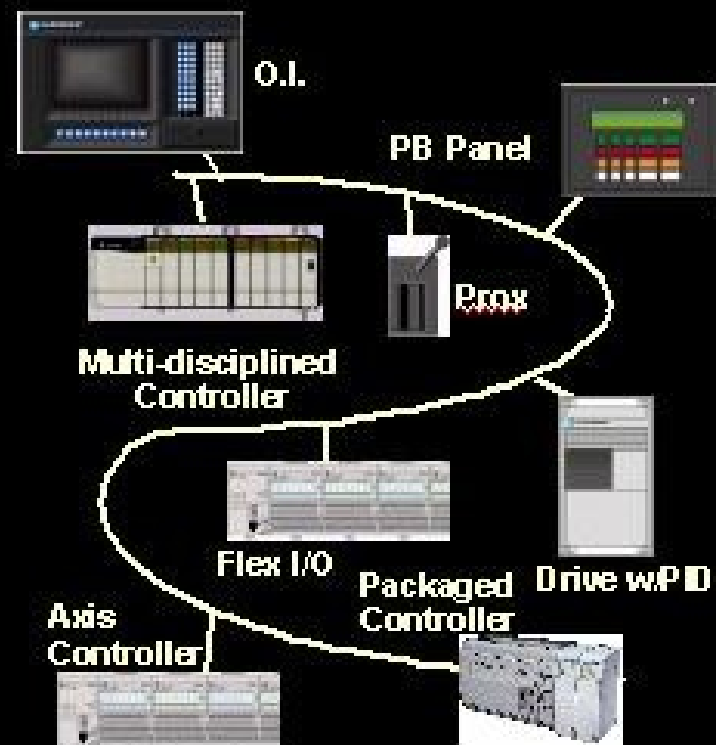 O.I.
PB Panel
Prox
Multi-disciplined
Controller
Flex I/O
Drive w/PID
Packaged
Controller
Axis
Controller